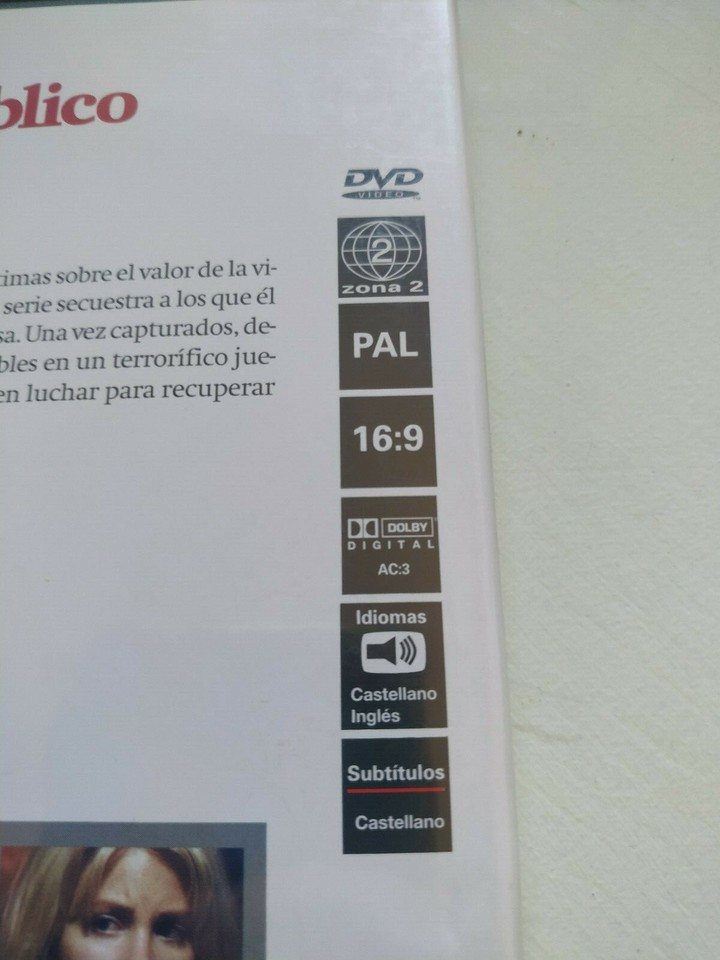 blico
timas sobre el valor de la vi-
serie secuestra a los que él
sa. Una vez capturados, de-
bles en un terrorífico jue-
en luchar para recuperar
DVD
VIDEO
2
zona 2
PAL
16:9
DOLBY
DIGITAL
AC:3
Idiomas
Castellano
Inglés
Subtítulos
Castellano